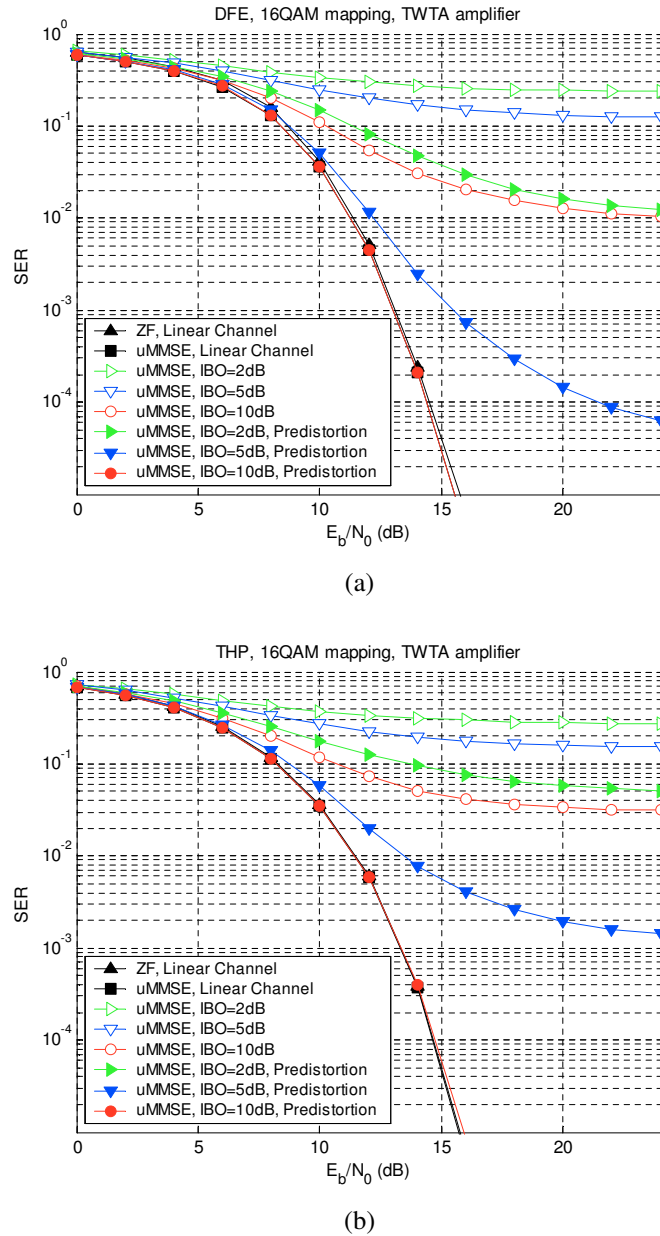 DFE, 16QAM mapping, TWTA amplifier
10^0
10^-1
10^-2
10^-3
10^-4
SER
ZF, Linear Channel
uMMSE, Linear Channel
uMMSE, IBO=2dB
uMMSE, IBO=5dB
uMMSE, IBO=10dB
uMMSE, IBO=2dB, Predistortion
uMMSE, IBO=5dB, Predistortion
uMMSE, IBO=10dB, Predistortion
0 5 10 15 20
E_b/N_0 (dB)
(a)
THP, 16QAM mapping, TWTA amplifier
10^0
10^-1
10^-2
10^-3
10^-4
SER
ZF, Linear Channel
uMMSE, Linear Channel
uMMSE, IBO=2dB
uMMSE, IBO=5dB
uMMSE, IBO=10dB
uMMSE, IBO=2dB, Predistortion
uMMSE, IBO=5dB, Predistortion
uMMSE, IBO=10dB, Predistortion
0 5 10 15 20
E_b/N_0 (dB)
(b)